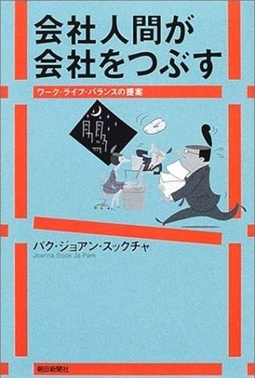 会社人間が
会社をつぶす
ワーク・ライフ・バランスの提案
パク・ジョアン・スックチャ
Joanna Sook Ja Park
朝日新聞社